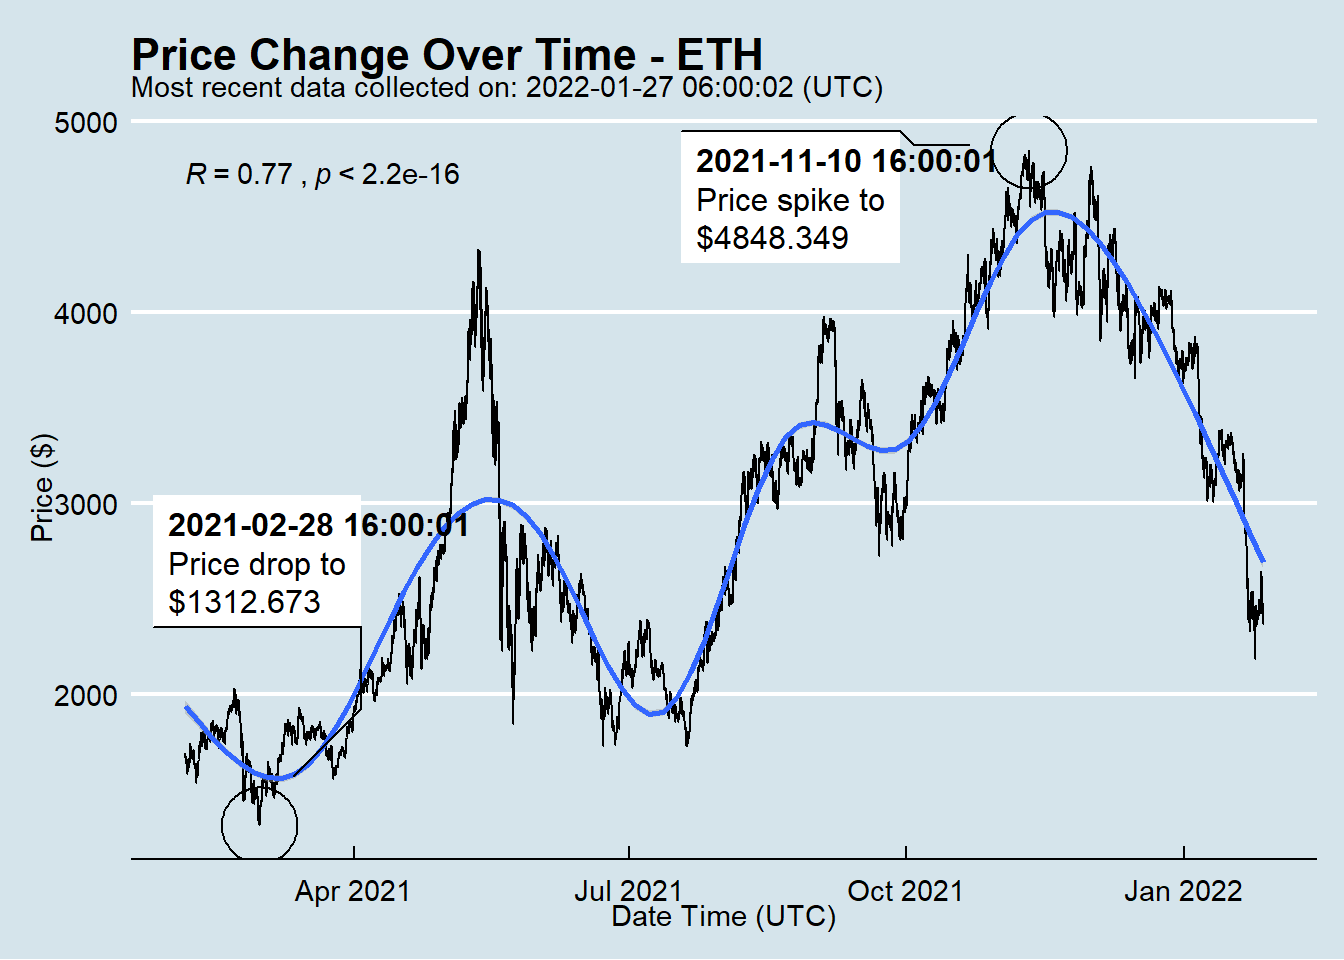 Price Change Over Time - ETH
Most recent data collected on: 2022-01-27 06:00:02 (UTC)
5000
R = 0.77 , p < 2.2e-16
2021-11-10 16:00:01
Price spike to
$4848.349
4000
Price ($)
3000
2021-02-28 16:00:01
Price drop to
$1312.673
2000
Apr 2021 Jul 2021 Oct 2021 Jan 2022
Date Time (UTC)